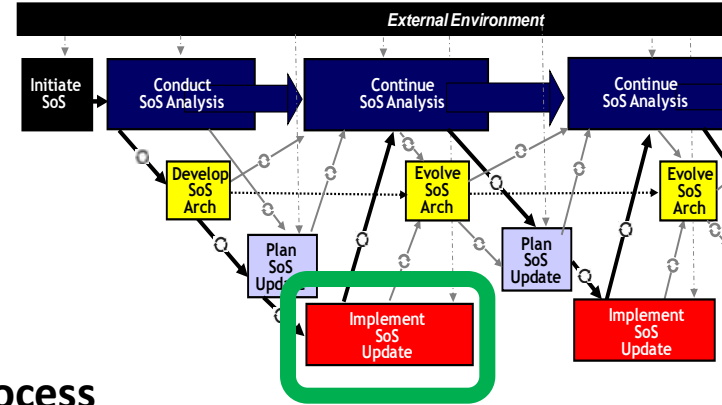 External Environment
Initiate
SoS
Conduct
SoS Analysis
Continue
SoS Analysis
Continue
SoS Analysis
Develop
SoS
Arch
Evolve
SoS
Arch
Evolve
SoS
Arch
Plan
SoS
Update
Plan
SoS
Update
Implement
SoS
Update
Implement
SoS
Update
ocess